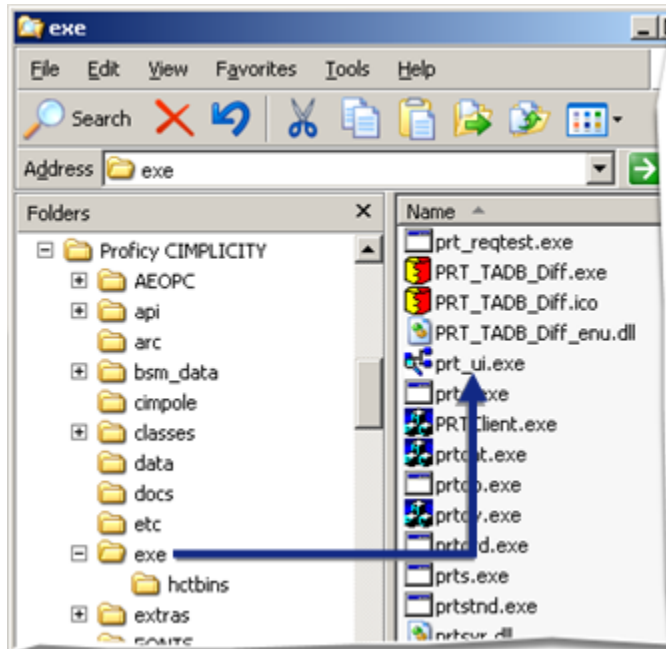 exe
File Edit View Favorites Tools Help
Search
Address exe
Folders
Proficy CIMPLICITY
AEOPC
api
arc
bsm_data
cimpole
classes
data
docs
etc
exe
hctbins
extras
Name
prt_reqtest.exe
PRT_TADB_Diff.exe
PRT_TADB_Diff.ico
PRT_TADB_Diff_enu.dll
prt_ui.exe
PRTClient.exe
prts.exe
prtstnd.exe